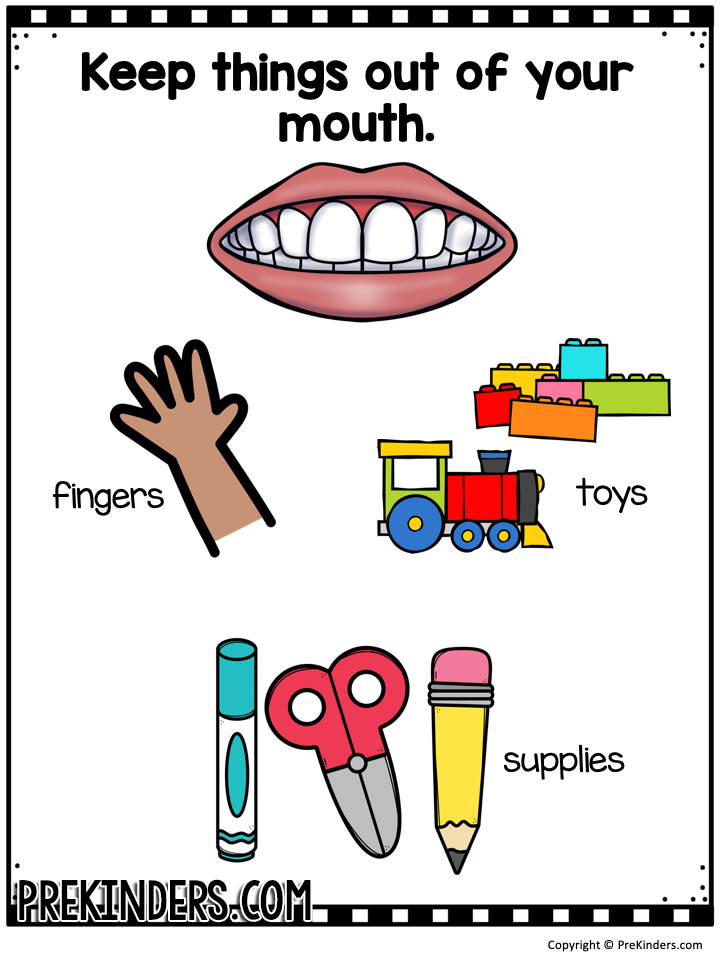 Keep things out of your
mouth.
fingers
toys
supplies
PREKINDERS.COM
Copyright © PreKinders.com